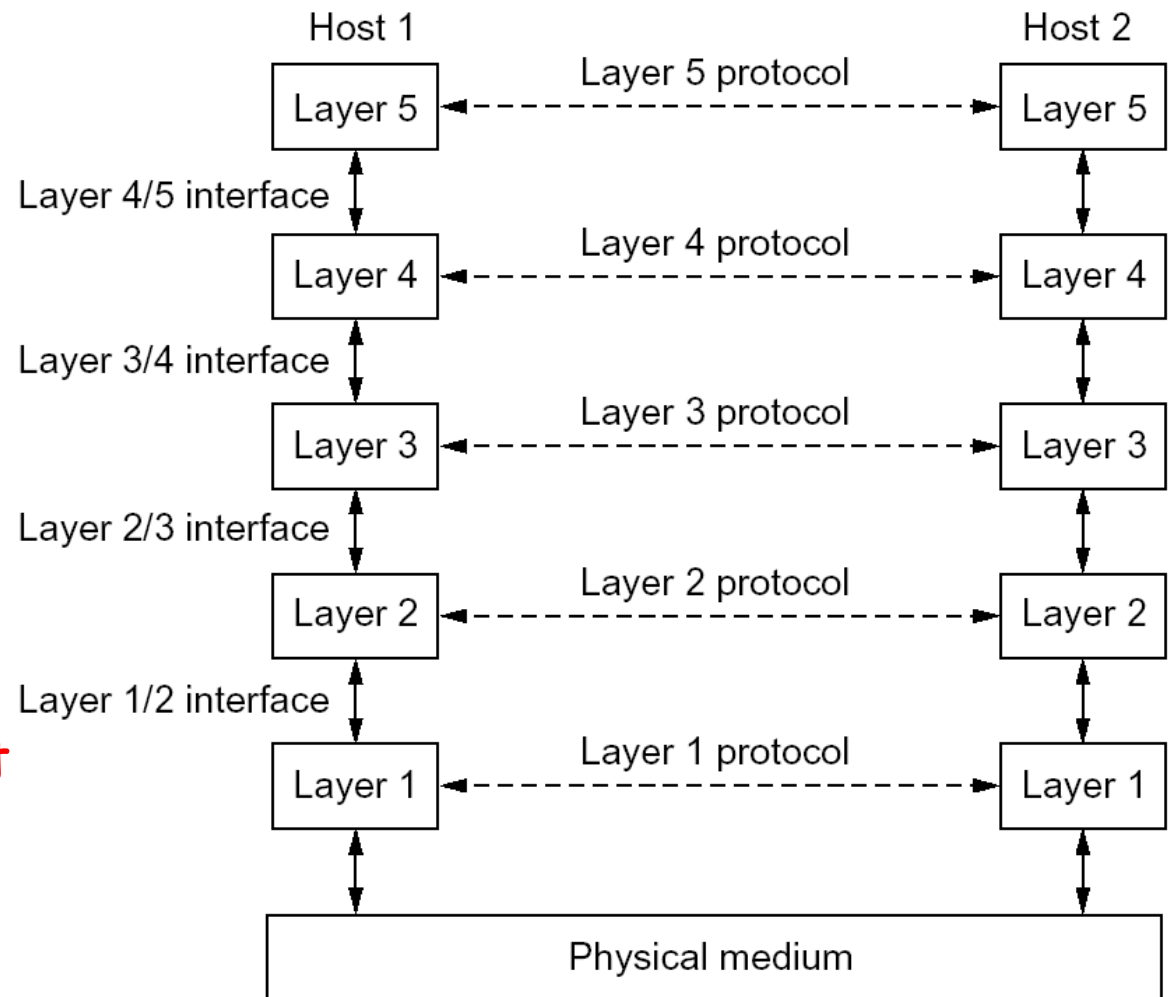 Host 1 Host 2
Layer 5 protocol
Layer 5 Layer 5
Layer 4/5 interface
Layer 4 protocol
Layer 4 Layer 4
Layer 3/4 interface
Layer 3 protocol
Layer 3 Layer 3
Layer 2/3 interface
Layer 2 protocol
Layer 2 Layer 2
Layer 1/2 interface
Layer 1 protocol
Layer 1 Layer 1
Physical medium